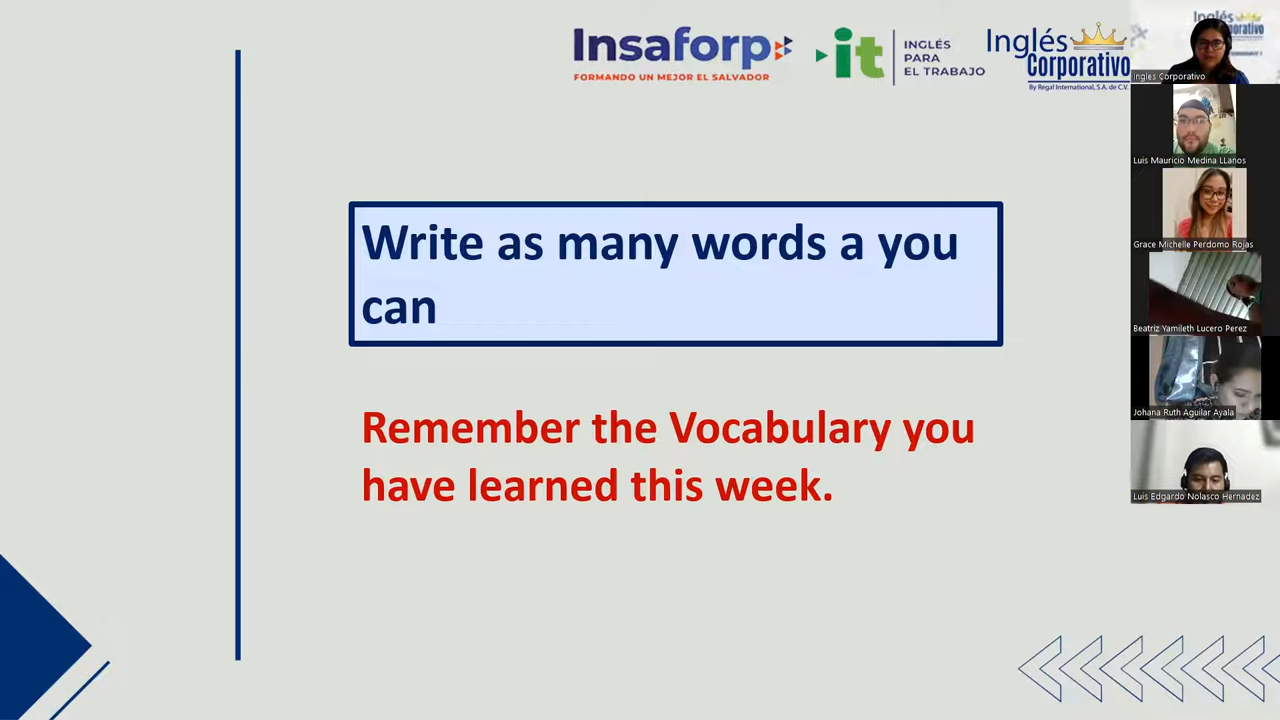 Insaforp
FORMANDO UN MEJOR EL SALVADOR
it
INGLÉS
PARA
EL TRABAJO
Inglés
Corporativo
By Regal International, S.A. de C.V.
Write as many words a you
can
Remember the Vocabulary you
have learned this week.
Inglés
Corporativo
Ingles Corporativo
Luis Mauricio Medina LLanos
Grace Michelle Perdomo Rojas
Beatriz Yamileth Lucero Perez
Johana Ruth Aguilar Ayala
Luis Edgardo Nolasco Hernadez